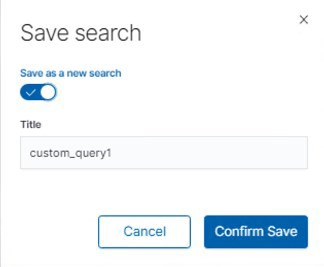 Save search
Save as a new search
Title
custom_query1
Cancel
Confirm Save